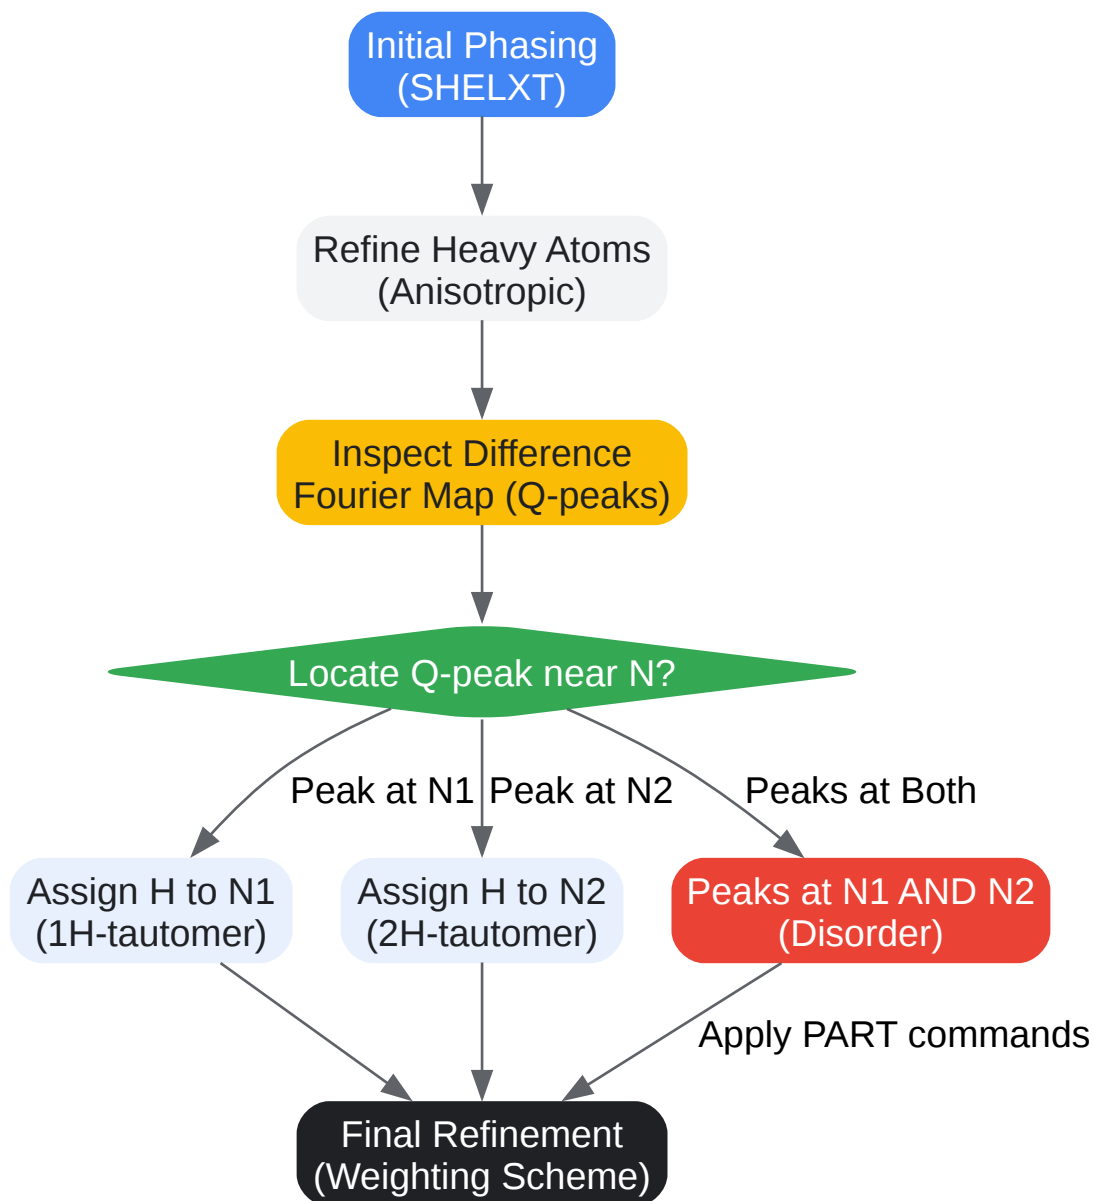 Initial Phasing
(SHELXT)
Refine Heavy Atoms
(Anisotropic)
Inspect Difference
Fourier Map (Q-peaks)
Locate Q-peak near N?
Peak at N1
Peak at N2
Peaks at Both
Assign H to N1
(1H-tautomer)
Assign H to N2
(2H-tautomer)
Peaks at N1 AND N2
(Disorder)
Apply PART commands
Final Refinement
(Weighting Scheme)